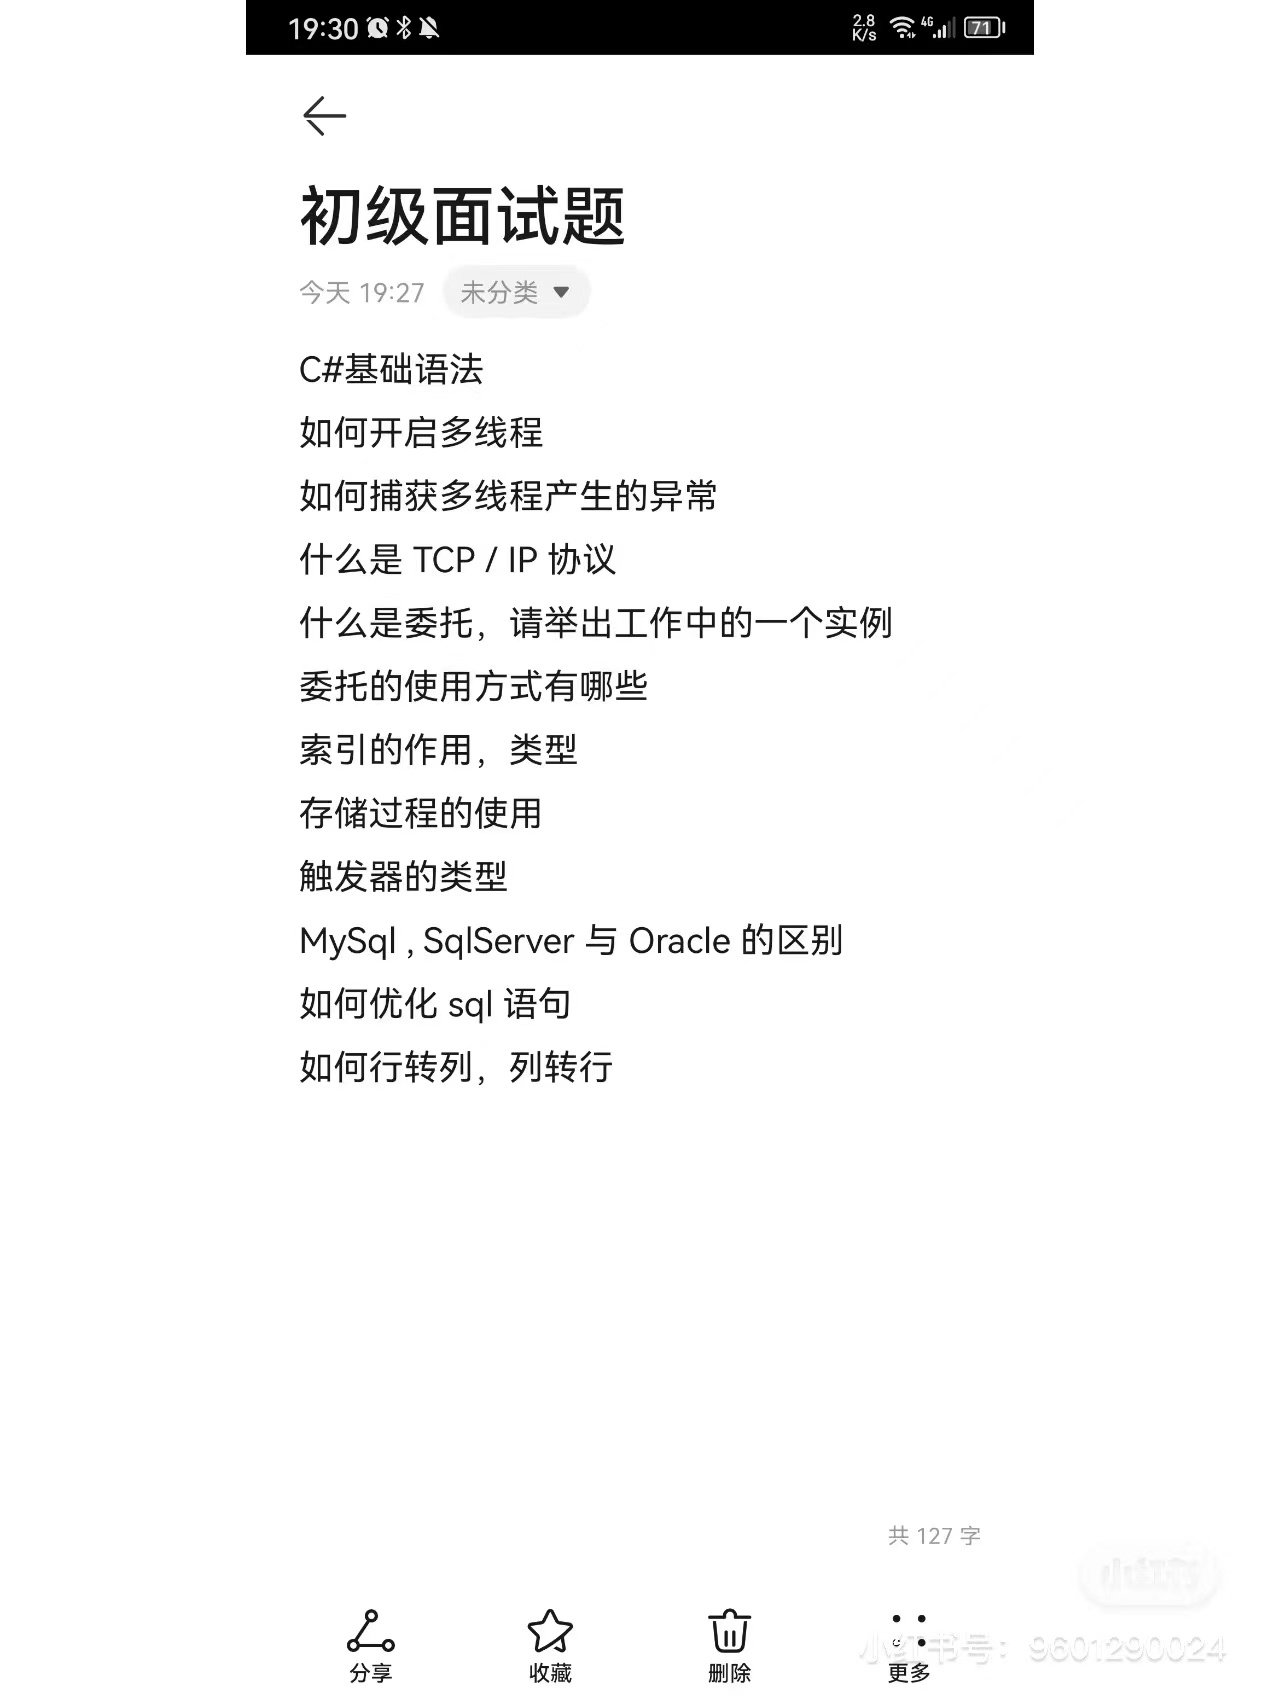 19:30
2.8
K/s
4G
71
初级面试题
今天 19:27 未分类
C#基础语法
如何开启多线程
如何捕获多线程产生的异常
什么是 TCP / IP 协议
什么是委托，请举出工作中的一个实例
委托的使用方式有哪些
索引的作用，类型
存储过程的使用
触发器的类型
MySql , SqlServer 与 Oracle 的区别
如何优化 sql 语句
如何行转列，列转行
共 127 字
小红书
分享
收藏
删除
更多
小红书号：9601290024